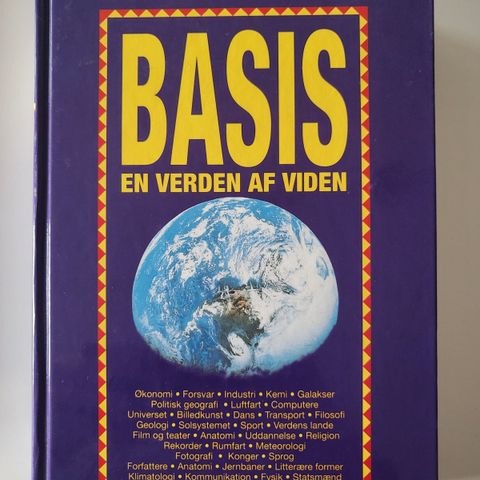 BASIS
EN VERDEN AF VIDEN
Økonomi • Forsvar • Industri • Kemi • Galakser
Politisk geografi • Luftfart • Computere
Universet • Billedkunst • Dans • Transport • Filosofi
Geologi • Solsystemet • Sport • Verdens lande
Film og teater • Anatomi • Uddannelse • Religion
Rekorder • Rumfart • Meteorologi
Fotografi • Konger • Sprog
Forfattere • Anatomi • Jernbaner • Litterære former
Klimatologi • Kommunikation • Fysik • Statsmænd